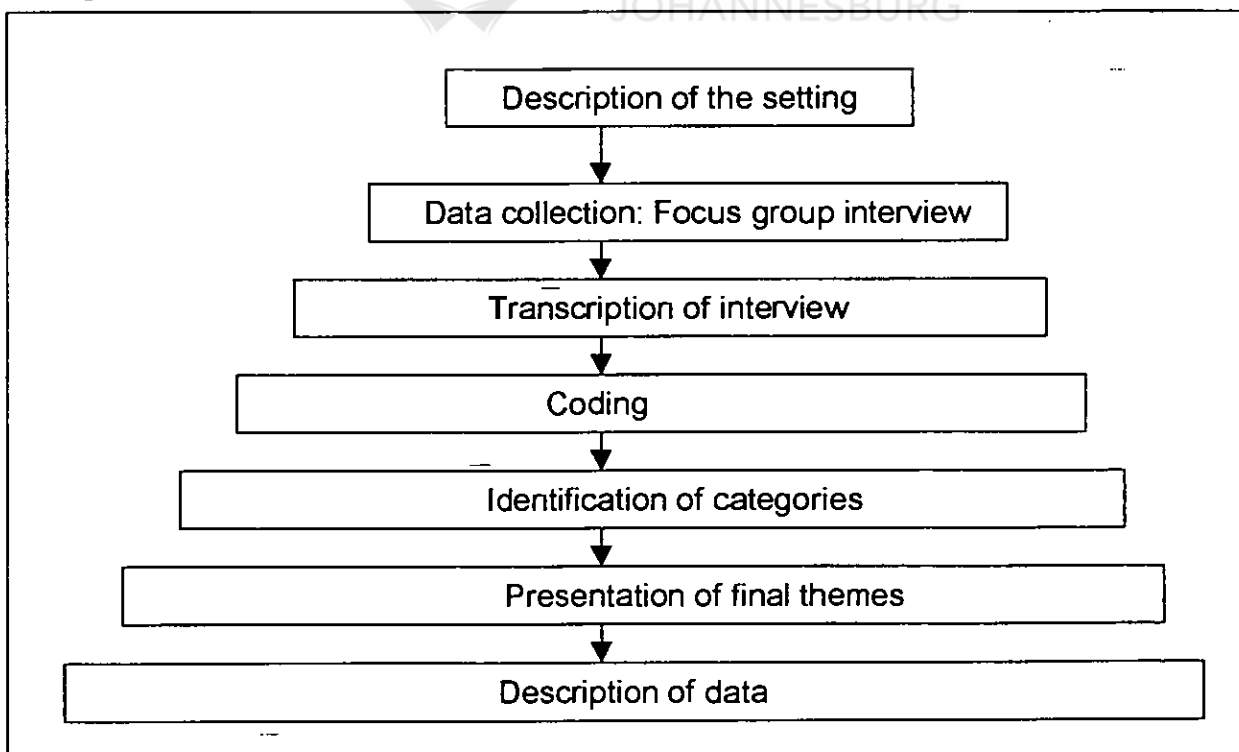 JOHANNESBURG
Description of the setting
Data collection: Focus group interview
Transcription of interview
Coding
Identification of categories
Presentation of final themes
Description of data